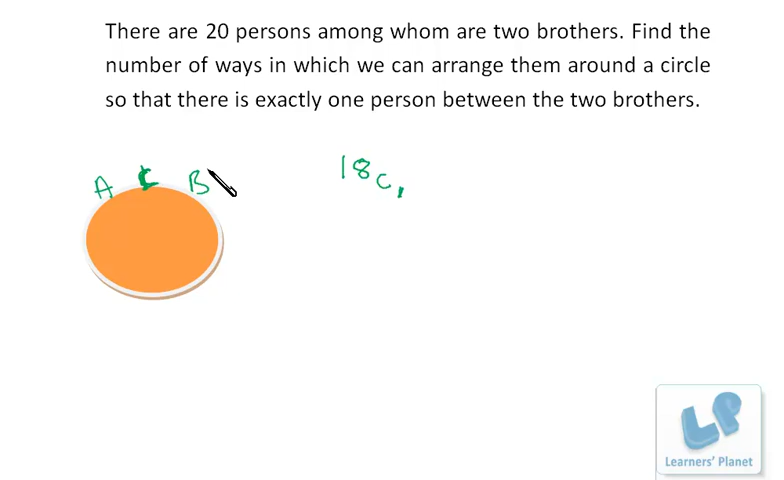 There are 20 persons among whom are two brothers. Find the
number of ways in which we can arrange them around a circle
so that there is exactly one person between the two brothers.
A C B
18C1
LP
Learners' Planet